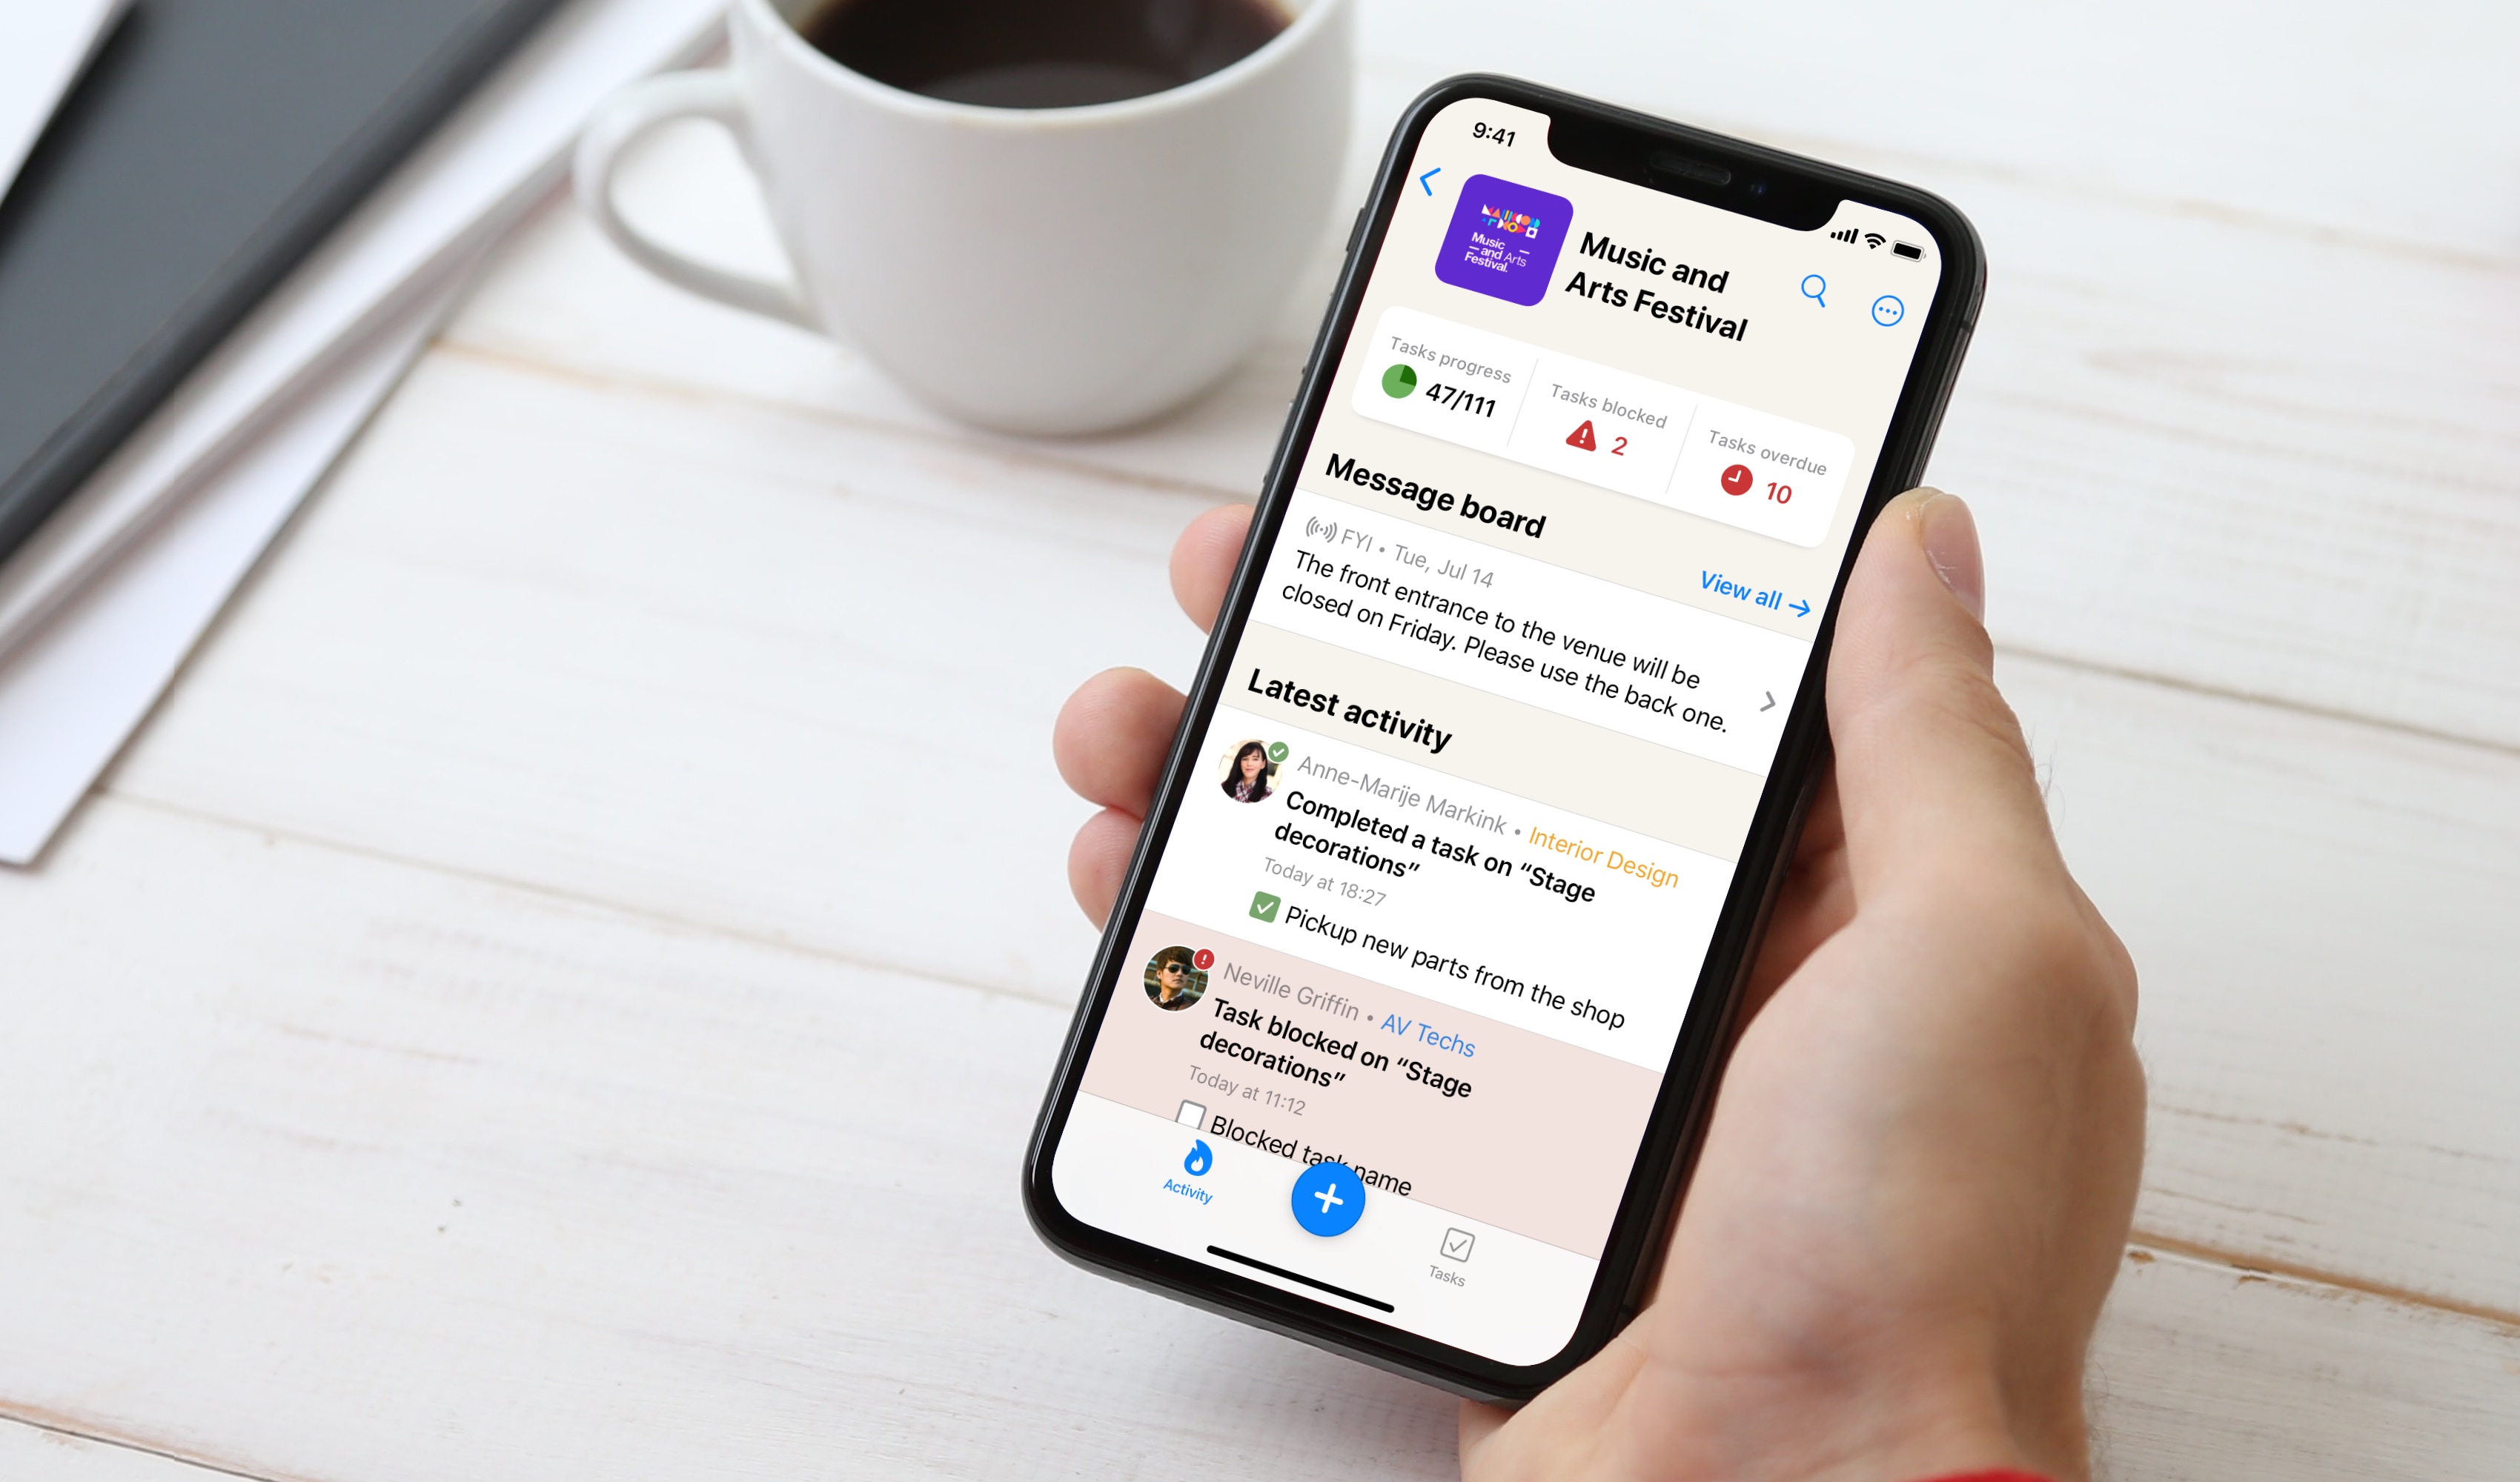 9:41
Music
and Arts
Festival.
Music and
Arts Festival
Tasks progress
47/111
Tasks blocked
2
Tasks overdue
10
Message board
View all →
FYI • Tue, Jul 14
The front entrance to the venue will be
closed on Friday. Please use the back one.
Latest activity
Anne-Marije Markink • Interior Design
Completed a task on “Stage
decorations”
Today at 18:27
Pickup new parts from the shop
Neville Griffin • AV Techs
Task blocked on “Stage
decorations”
Today at 11:12
Blocked task name
Activity
Tasks